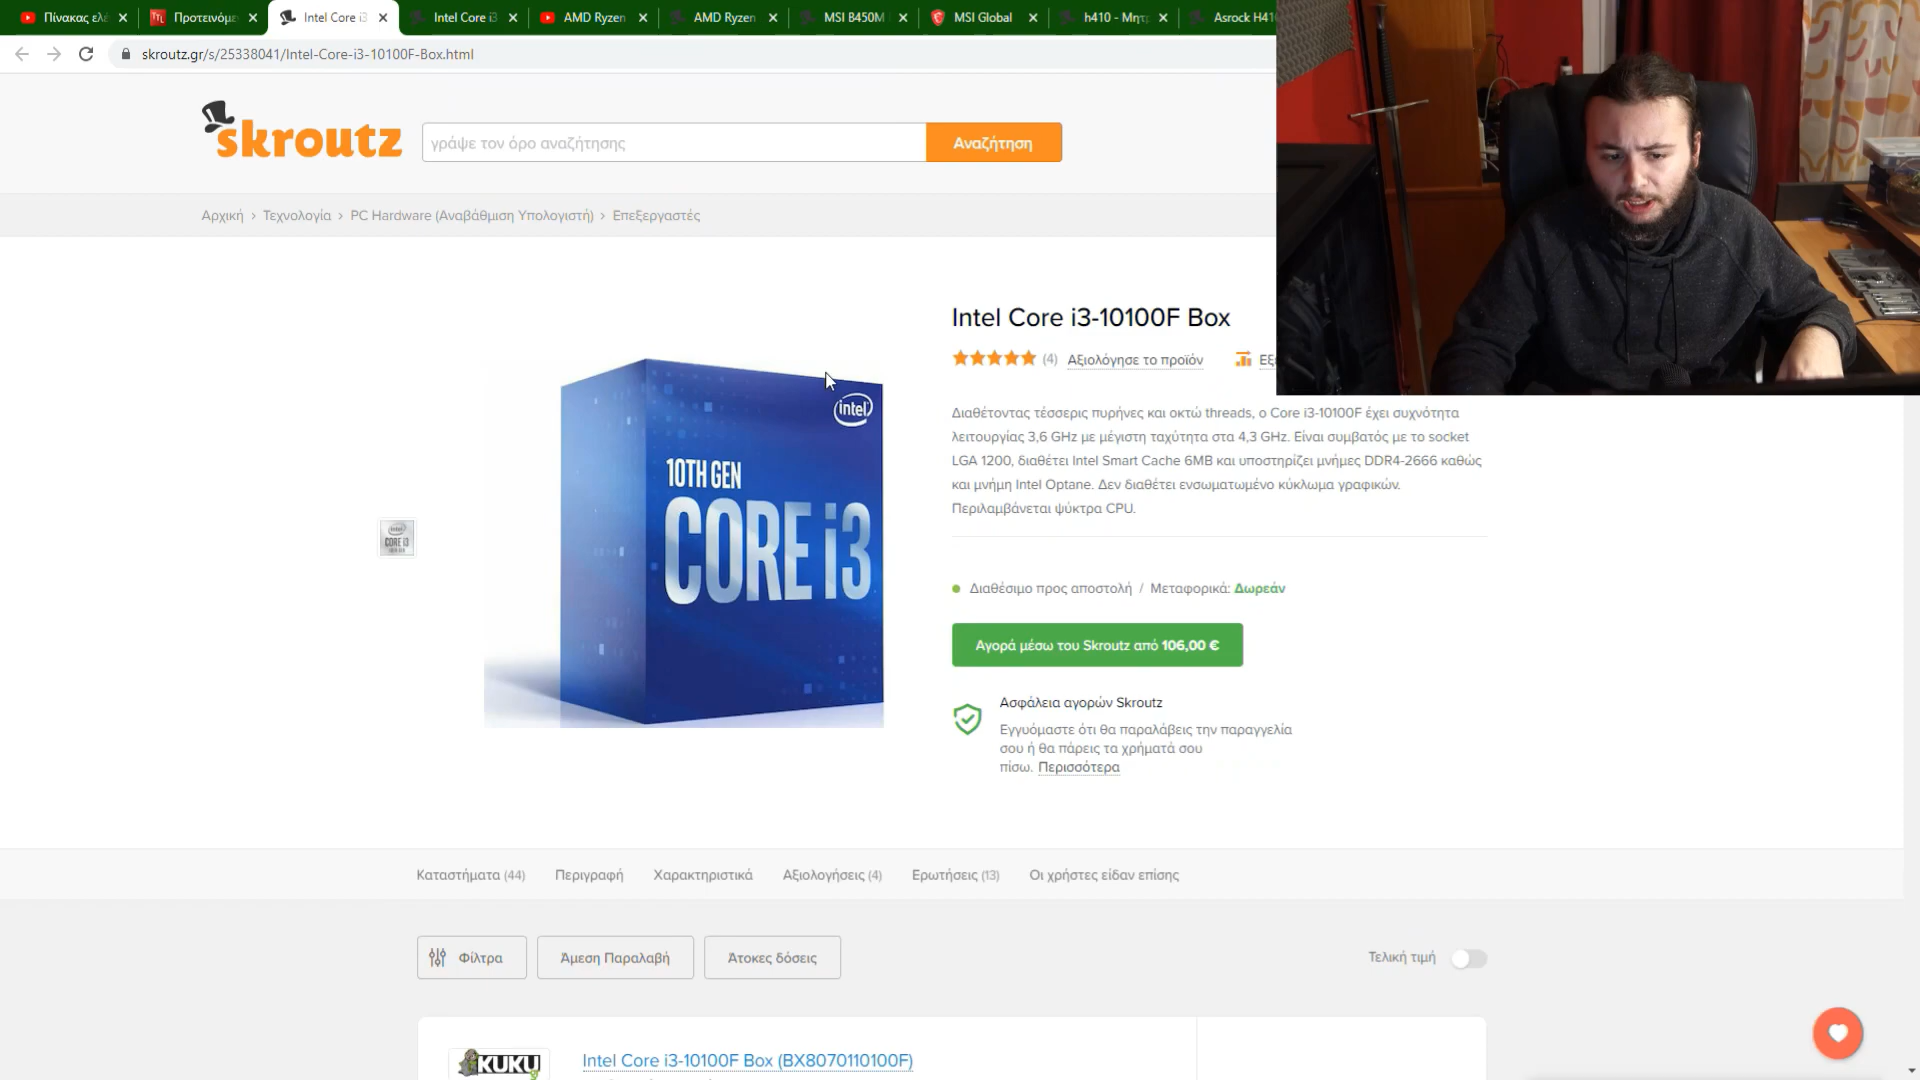 Πίνακας ελέ
Προτεινόμε
Intel Core i3
Intel Core i3
AMD Ryzen
AMD Ryzen
MSI B450M
MSI Global
h410 - Μητρ
Asrock H410
skroutz.gr/s/25338041/Intel-Core-i3-10100F-Box.html
skroutz
γράψε τον όρο αναζήτησης
Αναζήτηση
Αρχική › Τεχνολογία › PC Hardware (Αναβάθμιση Υπολογιστή) › Επεξεργαστές
Intel Core i3-10100F Box
(4) Αξιολόγησε το προϊόν
Εξε
Διαθέτοντας τέσσερις πυρήνες και οκτώ threads, ο Core i3-10100F έχει συχνότητα
λειτουργίας 3,6 GHz με μέγιστη ταχύτητα στα 4,3 GHz. Είναι συμβατός με το socket
LGA 1200, διαθέτει Intel Smart Cache 6MB και υποστηρίζει μνήμες DDR4-2666 καθώς
και μνήμη Intel Optane. Δεν διαθέτει ενσωματωμένο κύκλωμα γραφικών.
Περιλαμβάνεται ψύκτρα CPU.
intel
10TH GEN
CORE i3
intel
CORE i3
Διαθέσιμο προς αποστολή / Μεταφορικά: Δωρεάν
Αγορά μέσω του Skroutz από 106,00 €
Ασφάλεια αγορών Skroutz
Εγγυόμαστε ότι θα παραλάβεις την παραγγελία
σου ή θα πάρεις τα χρήματά σου
πίσω. Περισσότερα
Καταστήματα (44)
Περιγραφή
Χαρακτηριστικά
Αξιολογήσεις (4)
Ερωτήσεις (13)
Οι χρήστες είδαν επίσης
Φίλτρα
Άμεση Παραλαβή
Άτοκες δόσεις
Τελική τιμή
KUKU
Intel Core i3-10100F Box (BX8070110100F)